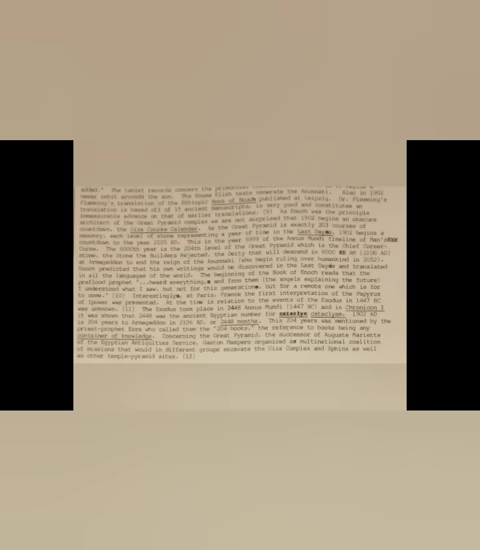 added." The tablet records concern the primordial
never orbit around the sun. The Enuma Elish texts venerate the Anunnaki. Also in 1902
Flemming's translation of the Ethiopic Book of Enoch published at Leipzig. Dr. Flemming's
translation is based off of 15 ancient manuscripts, is very good and constitutes an
immeasurable advance on that of earlier translations. (9) As Enoch was the principle
architect of the Great Pyramid complex we are not surprised that 1902 begins an obscure
countdown, the Giza Course Calendar. As the Great Pyramid is exactly 203 courses of
masonry, each level of stone representing a year of time in the Last Days, 1902 begins a
countdown to the year 2105 AD. This in the year 5999 of the Annus Mundi timeline of Man's
Curse. The 6000th year is the 204th level of the Great Pyramid which is the Chief Corner-
stone, the Stone the Builders Rejected, the Deity that will descend in 6000 AM (2106 AD)
at Armageddon to end the reign of the Anunnaki (who begin ruling over humankind in 2052).
Enoch predicted that his own writings would be discovered in the Last Days and translated
in all the languages of the world. The beginning of the Book of Enoch reads that the
preflood prophet "...heard everything, and from them (the angels explaining the future)
I understood what I saw, but not for this generation, but for a remote one which is for
to come." (10) Interestingly, at Paris, France the first interpretation of the Papyrus
of Ipuwer was presented. At the time its relation to the events of the Exodus in 1447 BC
was unknown. (11) The Exodus took place in 2448 Annus Mundi (1447 BC) and in Chronicon I
it was shown that 2448 was the ancient Egyptian number for cataclysm. 1902 AD
is 204 years to Armageddon in 2106 AD, or 2448 months. This 204 years was mentioned by the
priest-prophet Ezra who called them the "204 books," the reference to books being any
container of knowledge. Concerning the Great Pyramid, the successor of Auguste Mariette
of the Egyptian Antiquities Service, Gaston Maspero organized a multinational coalition
of missions that would in different groups excavate the Giza Complex and Sphinx as well
as other temple-pyramid sites. (12)